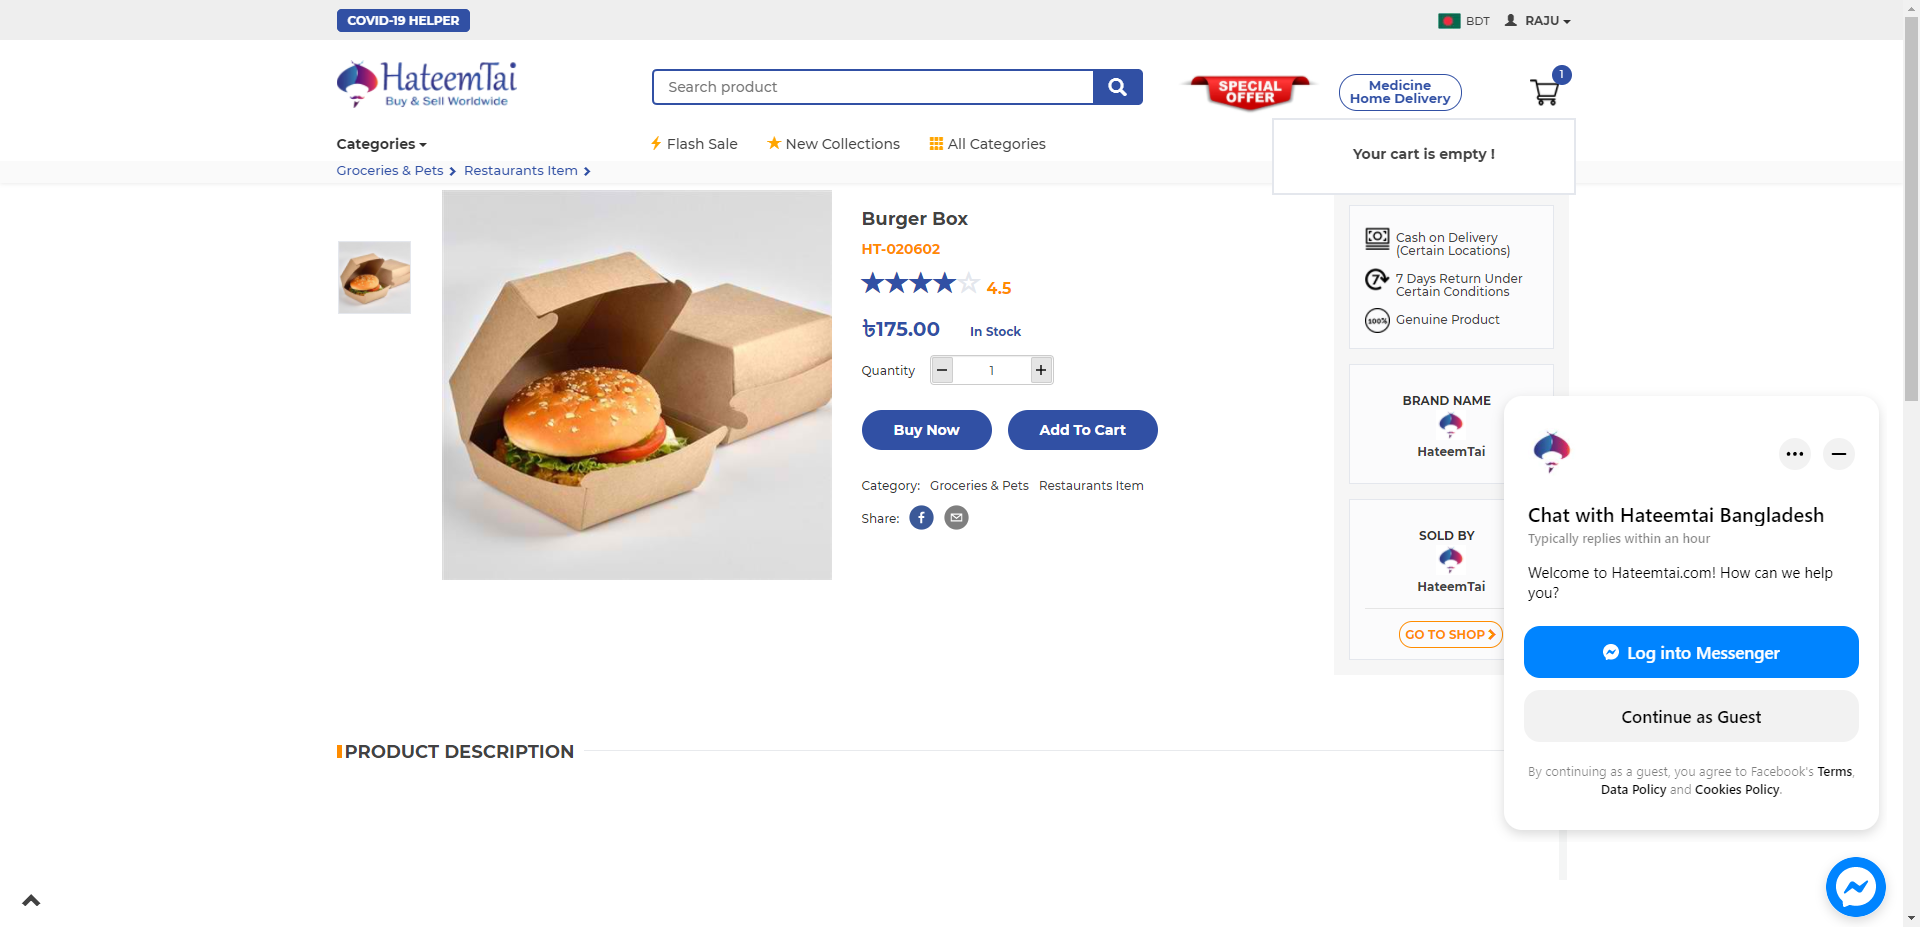 COVID-19 HELPER
BDT
RAJU
HateemTai
Buy & Sell Worldwide
Search product
SPECIAL
OFFER
Medicine
Home Delivery
1
Categories
Flash Sale
New Collections
All Categories
Your cart is empty !
Groceries & Pets
Restaurants Item
Burger Box
HT-020602
4.5
৳175.00
In Stock
Quantity
1
Buy Now
Add To Cart
Category: Groceries & Pets Restaurants Item
Share:
Cash on Delivery
(Certain Locations)
7
7 Days Return Under
Certain Conditions
100%
Genuine Product
BRAND NAME
HateemTai
SOLD BY
HateemTai
GO TO SHOP
Chat with Hateemtai Bangladesh
Typically replies within an hour
Welcome to Hateemtai.com! How can we help
you?
Log into Messenger
Continue as Guest
By continuing as a guest, you agree to Facebook's Terms,
Data Policy and Cookies Policy.
PRODUCT DESCRIPTION